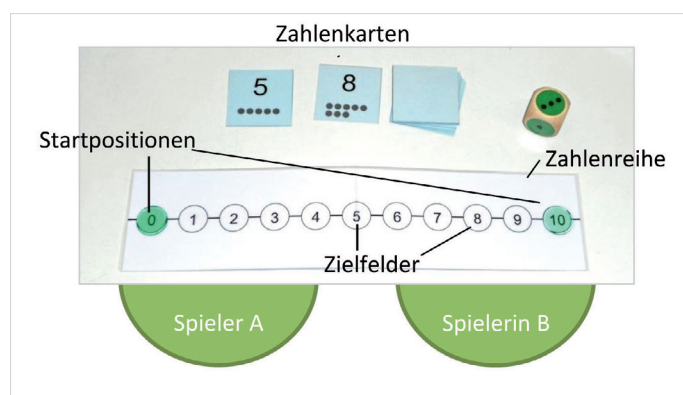 Zahlenkarten
5
8
Startpositionen
Zahlenreihe
0 1 2 3 4 5 6 7 8 9 10
Zielfelder
Spieler A
Spielerin B